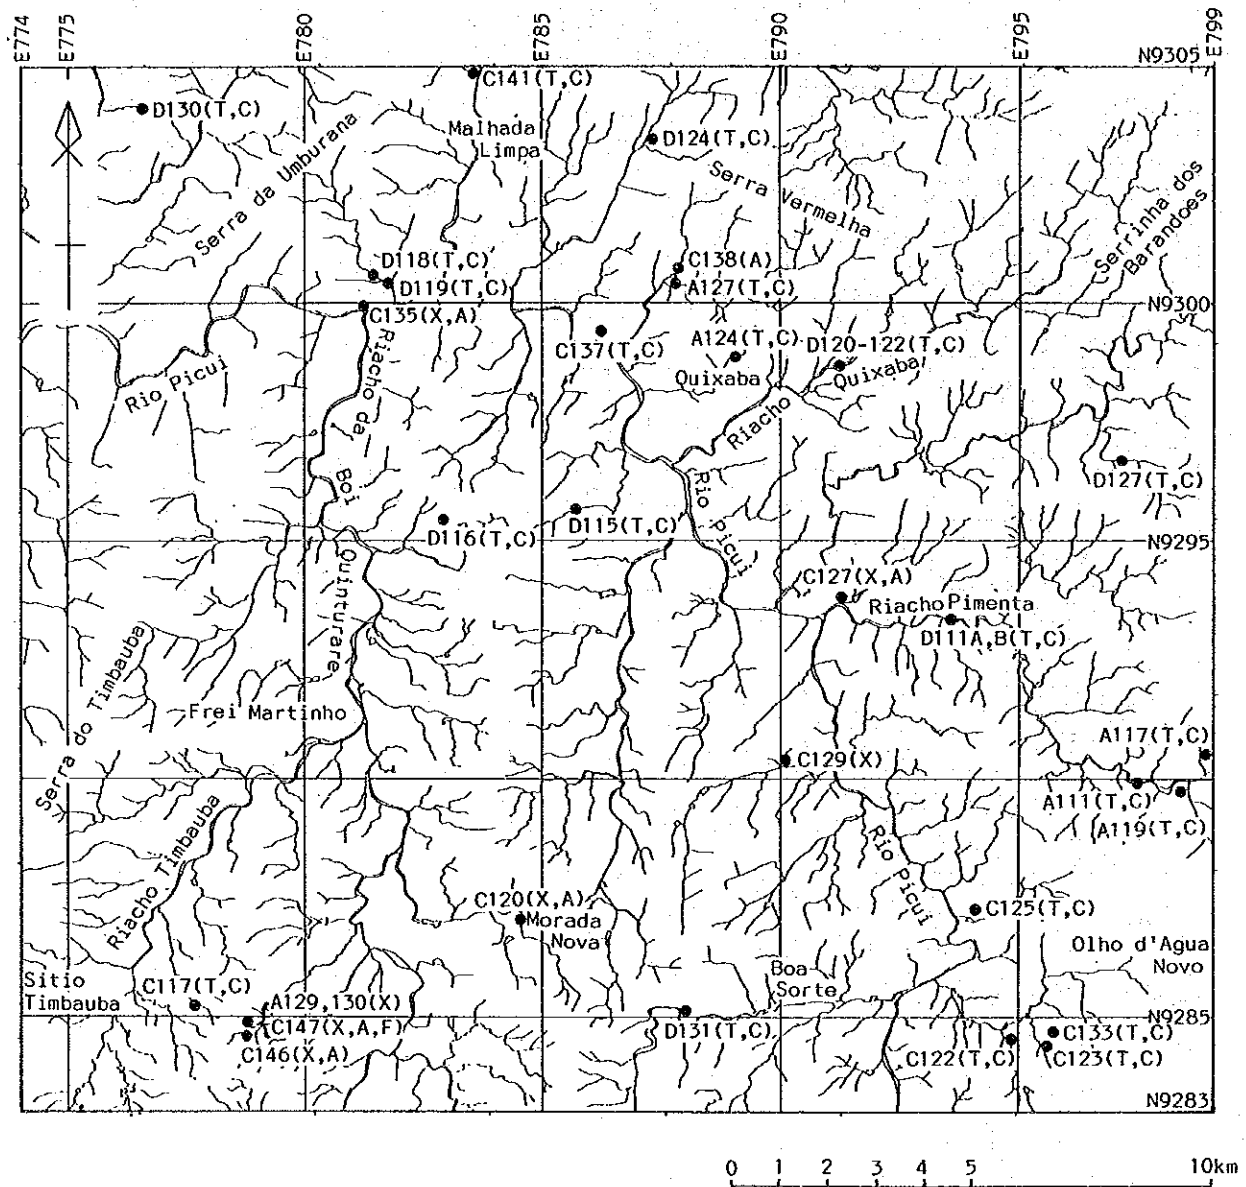 E774
E775
E780
E785
E790
E795
E799
N9305
C141(T,C)
D130(T,C)
Malhada
Limpa
D124(T,C)
Serra da Umburana
Serra Vermelha
Serrinha dos
Barandoes
D118(T,C)
C138(A)
D119(T,C)
A127(T,C)
N9300
C135(X,A)
C137(T,C)
A124(T,C)
D120-122(T,C)
Quixaba
Riacho Quixaba
Rio Picui
Riacho da
Boi
Quinturare
D127(T,C)
Rio Picui
D116(T,C)
D115(T,C)
N9295
C127(X,A)
Riacho Pimenta
D111A,B(T,C)
Serra do Timbauba
Frei Martinho
A117(T,C)
C129(X)
A111(T,C)
A119(T,C)
Riacho Timbauba
Rio Picui
C120(X,A)
Morada
Nova
C125(T,C)
Olho d'Agua
Novo
Boa
Sorte
Sitio
Timbauba
C117(T,C)
A129,130(X)
N9285
C147(X,A,F)
D131(T,C)
C133(T,C)
C146(X,A)
C122(T,C)
C123(T,C)
N9283
0 1 2 3 4 5 10km